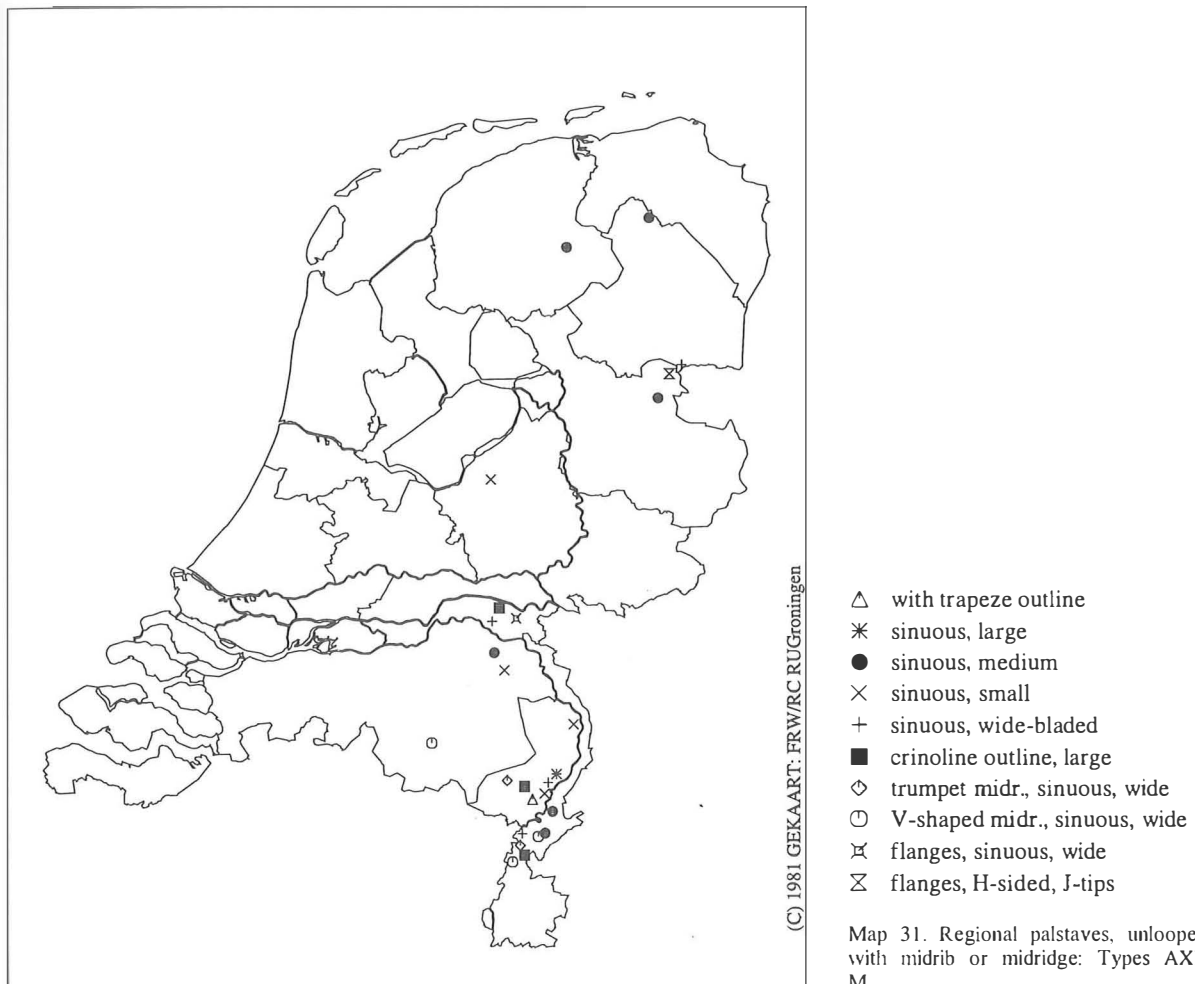 (C) 1981 GEKAART: FRW/RC RUGroningen
with trapeze outline
sinuous, large
sinuous, medium
sinuous, small
sinuous, wide-bladed
crinoline outline, large
trumpet midr., sinuous, wide
V-shaped midr., sinuous, wide
flanges, sinuous, wide
flanges, H-sided, J-tips
Map 31. Regional palstaves, unloope
with midrib or midridge: Types AX
M